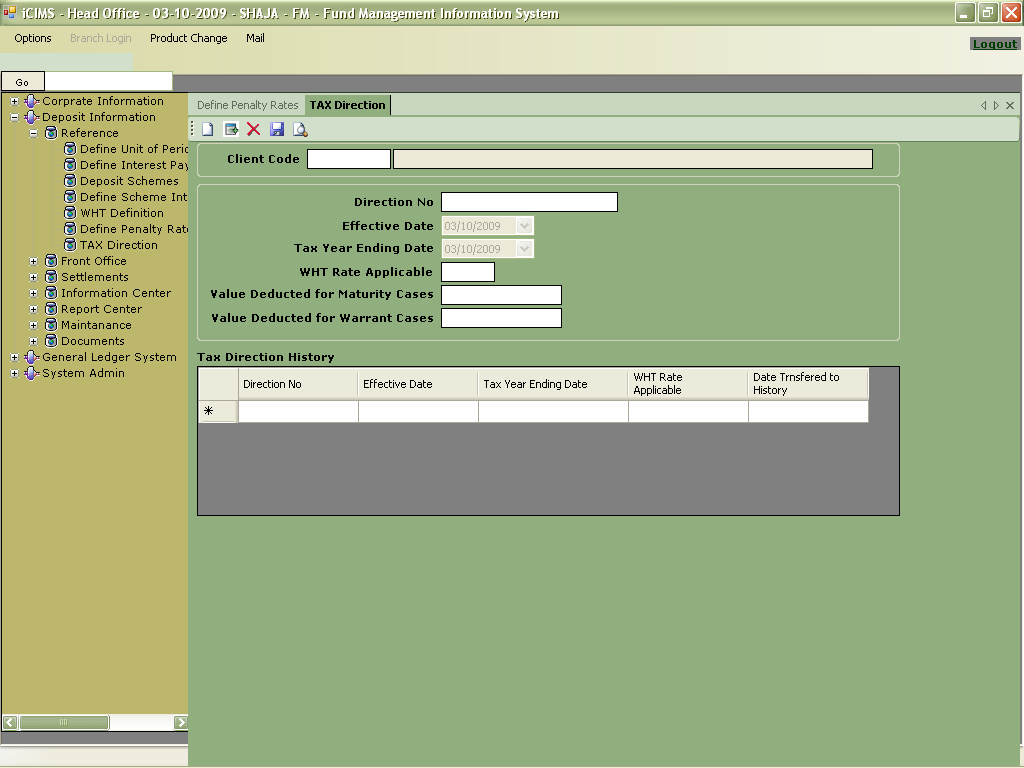 iCIMS - Head Office - 03-10-2009 - SHAJA - FM - Fund Management Information System
Options Branch Login Product Change Mail
Logout
Go
Corprate Information
Deposit Information
Reference
Define Unit of Peric
Define Interest Pay
Deposit Schemes
Define Scheme Int
WHT Definition
Define Penalty Rate
TAX Direction
Front Office
Settlements
Information Center
Report Center
Maintanance
Documents
General Ledger System
System Admin
Define Penalty Rates TAX Direction
Client Code
Direction No
Effective Date 03/10/2009
Tax Year Ending Date 03/10/2009
WHT Rate Applicable
Value Deducted for Maturity Cases
Value Deducted for Warrant Cases
Tax Direction History
Direction No Effective Date Tax Year Ending Date WHT Rate Applicable Date Trnsfered to History